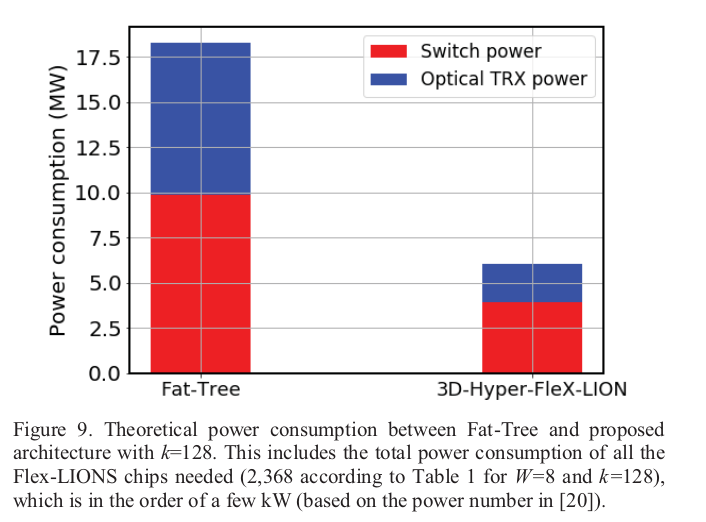 Power consumption (MW)
17.5
15.0
12.5
10.0
7.5
5.0
2.5
0.0
Switch power
Optical TRX power
Fat-Tree
3D-Hyper-FleX-LION
Figure 9. Theoretical power consumption between Fat-Tree and proposed
architecture with k=128. This includes the total power consumption of all the
Flex-LIONS chips needed (2,368 according to Table 1 for W=8 and k=128),
which is in the order of a few kW (based on the power number in [20]).